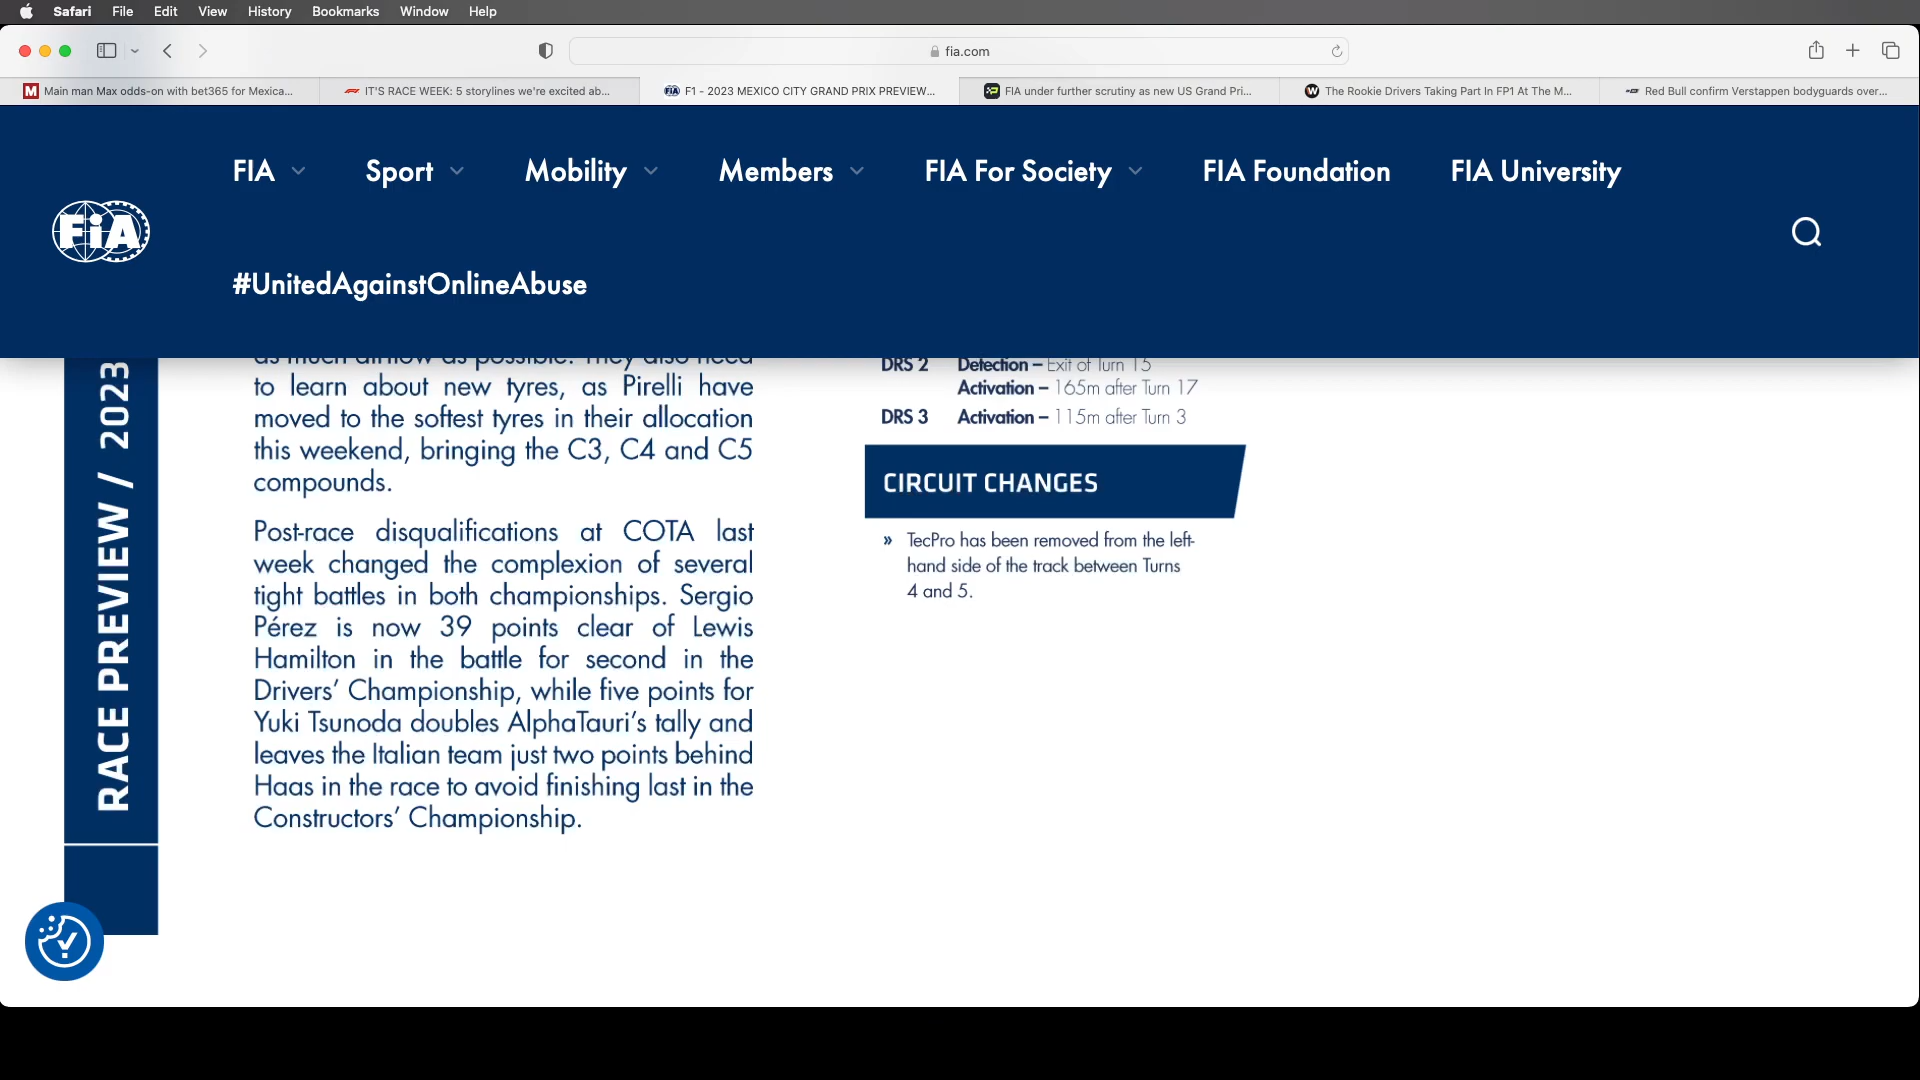 Safari File Edit View History Bookmarks Window Help
fia.com
M Main man Max odds-on with bet365 for Mexica...
IT'S RACE WEEK: 5 storylines we're excited ab...
FIA F1 - 2023 MEXICO CITY GRAND PRIX PREVIEW...
FIA under further scrutiny as new US Grand Pri...
W The Rookie Drivers Taking Part In FP1 At The M...
Red Bull confirm Verstappen bodyguards over...
FIA Sport Mobility Members FIA For Society FIA Foundation FIA University
FiA
#UnitedAgainstOnlineAbuse
RACE PREVIEW / 2023
as much airflow as possible. They also need
to learn about new tyres, as Pirelli have
moved to the softest tyres in their allocation
this weekend, bringing the C3, C4 and C5
compounds.
Post-race disqualifications at COTA last
week changed the complexion of several
tight battles in both championships. Sergio
Pérez is now 39 points clear of Lewis
Hamilton in the battle for second in the
Drivers’ Championship, while five points for
Yuki Tsunoda doubles AlphaTauri’s tally and
leaves the Italian team just two points behind
Haas in the race to avoid finishing last in the
Constructors’ Championship.
DRS 2 Detection – Exit of Turn 15
Activation – 165m after Turn 17
DRS 3 Activation – 115m after Turn 3
CIRCUIT CHANGES
» TecPro has been removed from the left-
hand side of the track between Turns
4 and 5.